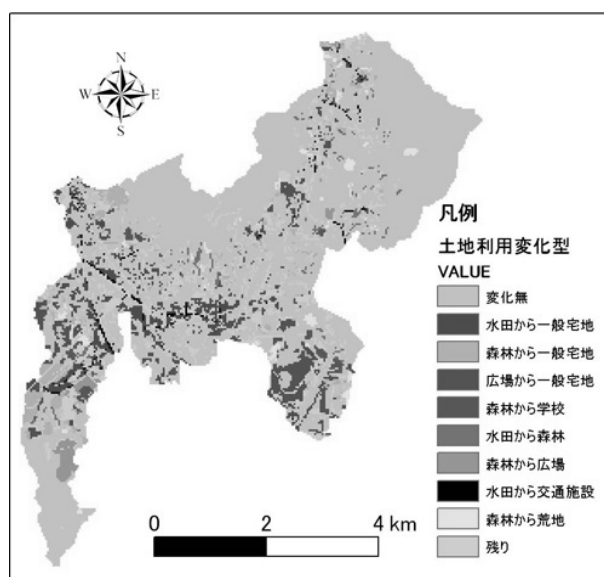 N
W E
S
凡例
土地利用変化型
VALUE
変化無
水田から一般宅地
森林から一般宅地
広場から一般宅地
森林から学校
水田から森林
森林から広場
水田から交通施設
森林から荒地
残り
0 2 4 km